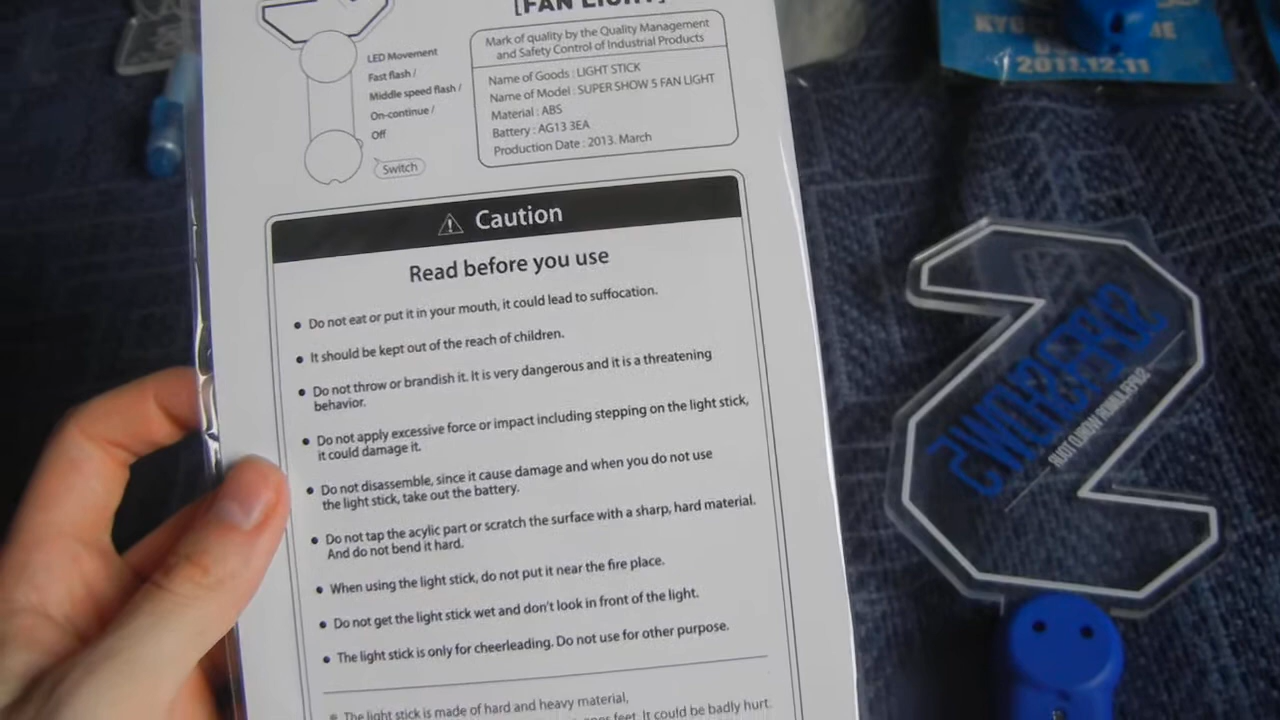 [FAN LIGHT]
LED Movement
Fast flash /
Middle speed flash /
On-continue /
Off
Switch
Mark of quality by the Quality Management
and Safety Control of Industrial Products
Name of Goods : LIGHT STICK
Name of Model : SUPER SHOW 5 FAN LIGHT
Material : ABS
Battery : AG13 3EA
Production Date : 2013. March
Caution
Read before you use
• Do not eat or put it in your mouth, it could lead to suffocation.
• It should be kept out of the reach of children.
• Do not throw or brandish it. It is very dangerous and it is a threatening
behavior.
• Do not apply excessive force or impact including stepping on the light stick,
it could damage it.
• Do not disassemble, since it cause damage and when you do not use
the light stick, take out the battery.
• Do not tap the acylic part or scratch the surface with a sharp, hard material.
And do not bend it hard.
• When using the light stick, do not put it near the fire place.
• Do not get the light stick wet and don't look in front of the light.
• The light stick is only for cheerleading. Do not use for other purpose.
The light stick is made of hard and heavy material,
feet. It could be badly hurt.
2011.12.11
SUPERSHOW5
SUPERJUNIOR WORLD TOUR